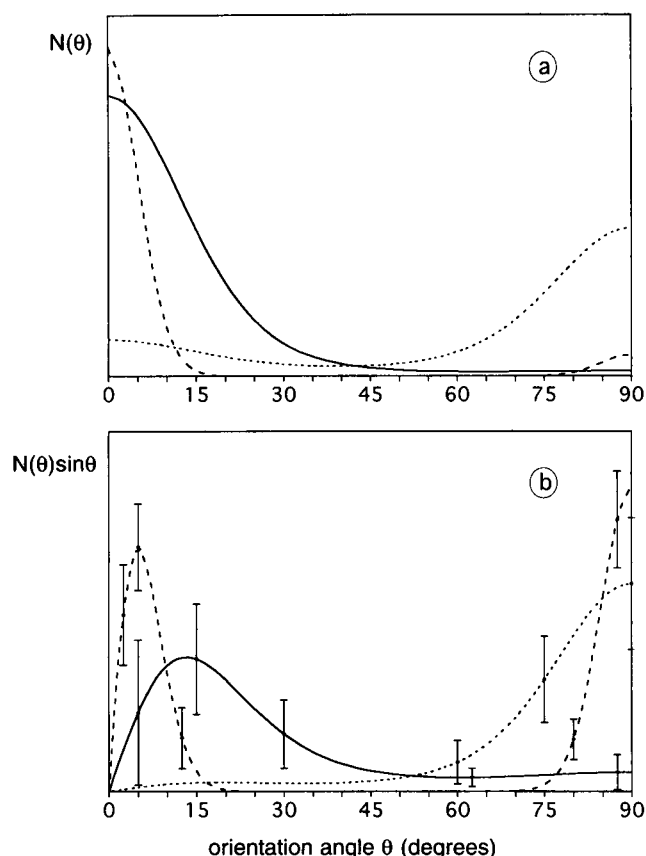 N(θ)
a
0 15 30 45 60 75 90
N(θ)sinθ
b
0 15 30 45 60 75 90
orientation angle θ (degrees)